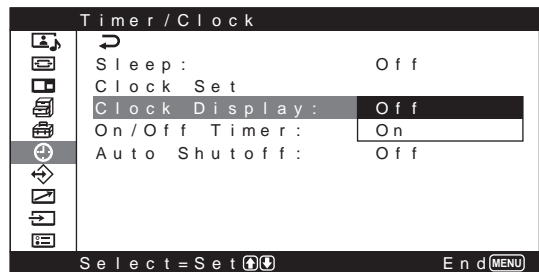 Timer/Clock
Sleep: Off
Clock Set
Clock Display: Off
On/Off Timer: On
Auto Shutoff: Off
Select=Set End MENU